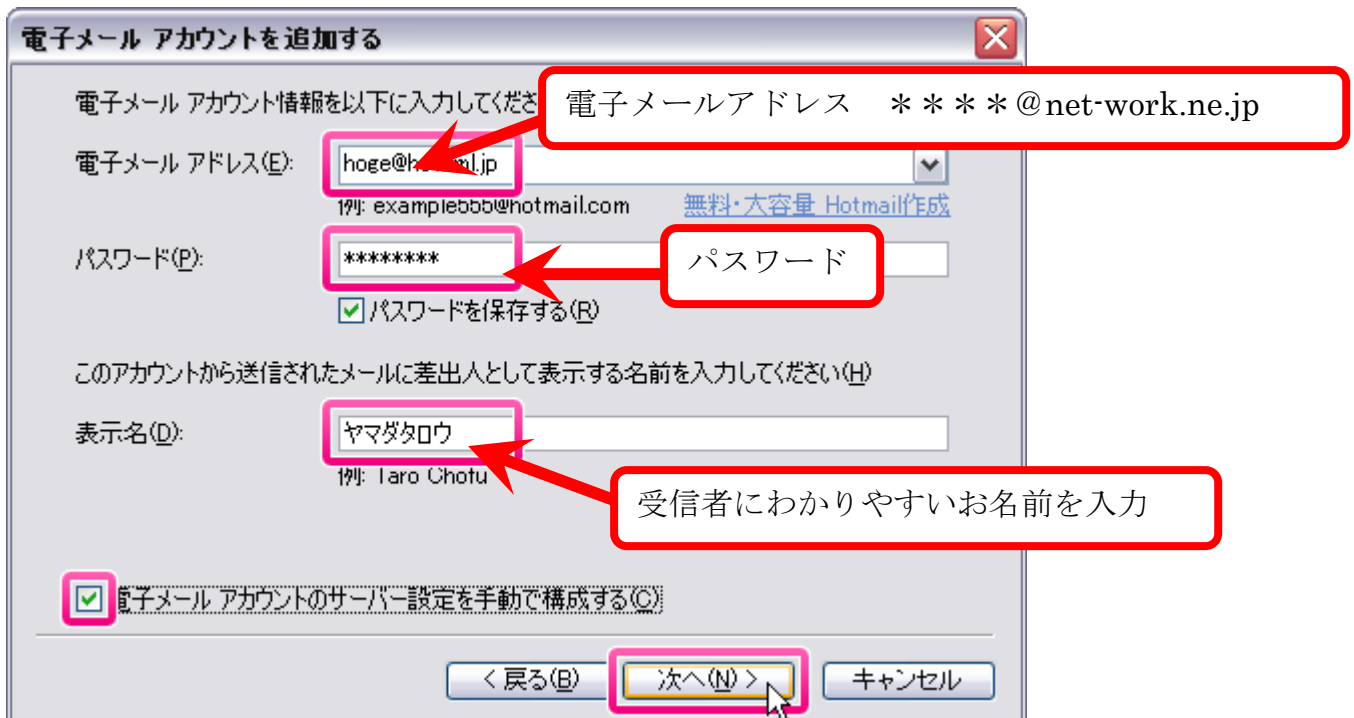 電子メール アカウントを追加する
電子メール アカウント情報を以下に入力してくださ
電子メールアドレス ＊＊＊＊@net-work.ne.jp
電子メール アドレス(E): hoge@h ml.jp
例: example555@hotmail.com 無料・大容量 Hotmail作成
パスワード(P): ********
パスワード
パスワードを保存する(R)
このアカウントから送信されたメールに差出人として表示する名前を入力してください(H)
表示名(D): ヤマダタロウ
例: Taro Chofu
受信者にわかりやすいお名前を入力
電子メール アカウントのサーバー設定を手動で構成する(C)
< 戻る(B) 次へ(N) > キャンセル